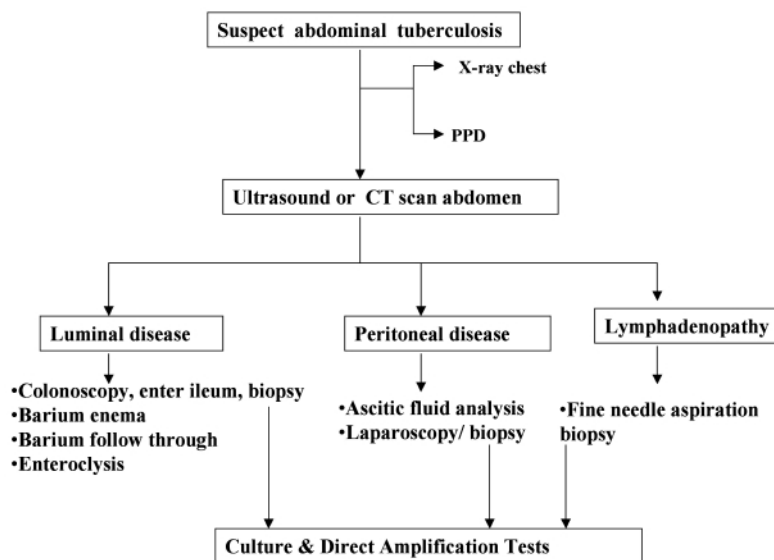 Suspect abdominal tuberculosis
X-ray chest
PPD
Ultrasound or CT scan abdomen
Luminal disease
Peritoneal disease
Lymphadenopathy
•Colonoscopy, enter ileum, biopsy
•Barium enema
•Barium follow through
•Enteroclysis
•Ascitic fluid analysis
•Laparoscopy/ biopsy
•Fine needle aspiration
biopsy
Culture & Direct Amplification Tests